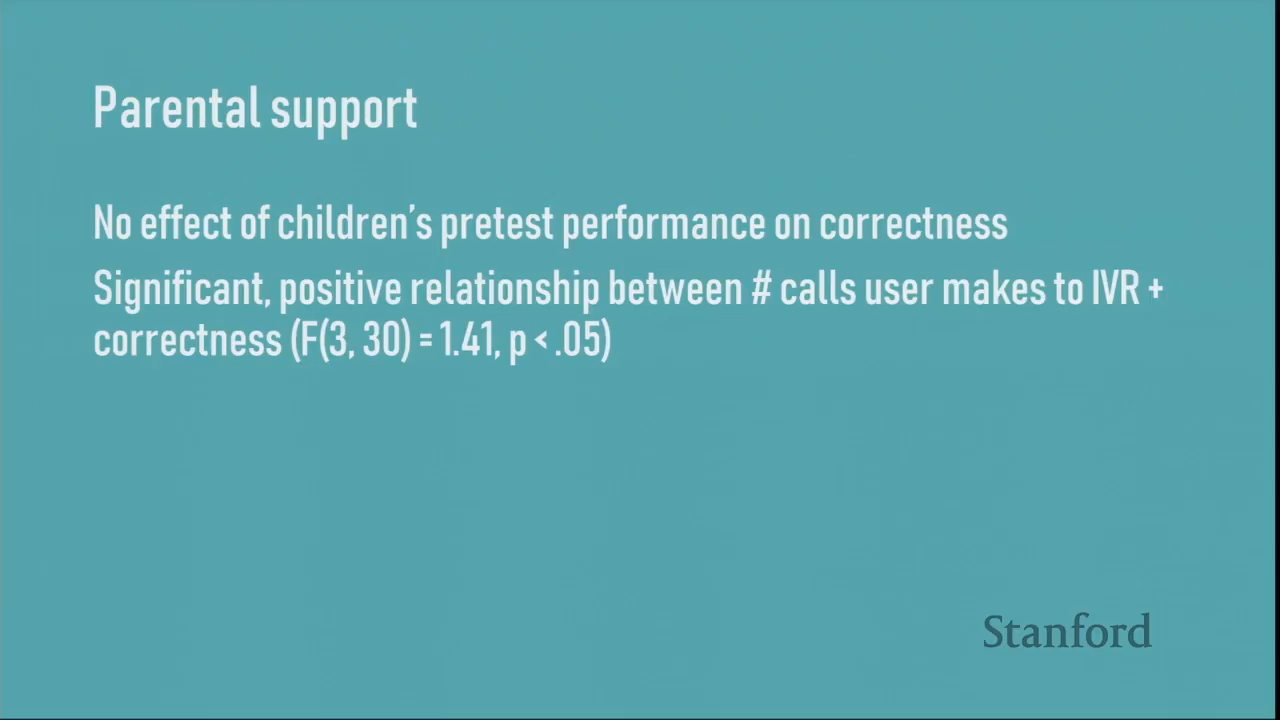 Parental support
No effect of children’s pretest performance on correctness
Significant, positive relationship between # calls user makes to IVR +
correctness (F(3, 30) = 1.41, p < .05)
Stanford